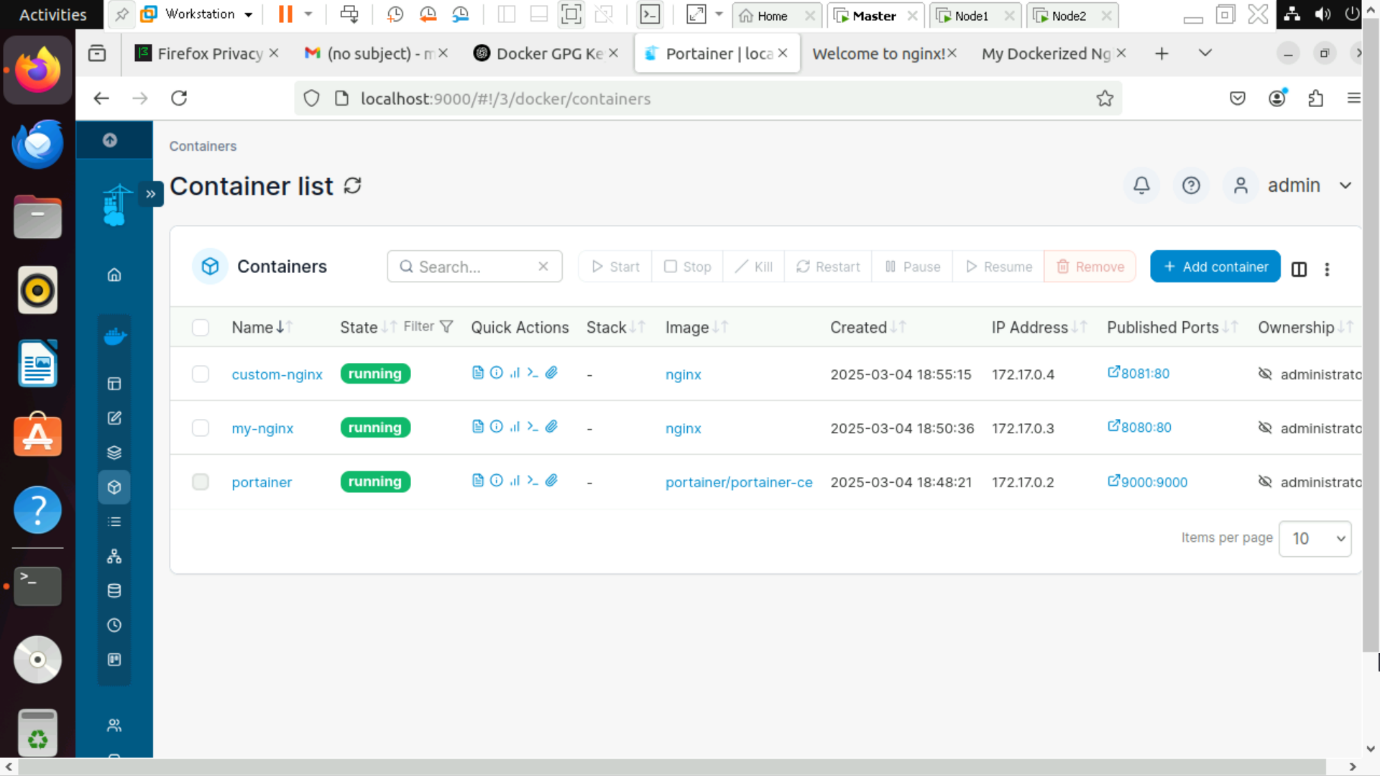 Activities
Workstation
Home
Master
Node1
Node2
Firefox Privacy
(no subject) - m
Docker GPG Ke
Portainer | loca
Welcome to nginx!
My Dockerized Ng
localhost:9000/#!/3/docker/containers
Containers
Container list
admin
Containers
Search...
Start
Stop
Kill
Restart
Pause
Resume
Remove
+ Add container
Name
State
Filter
Quick Actions
Stack
Image
Created
IP Address
Published Ports
Ownership
custom-nginx running - nginx 2025-03-04 18:55:15 172.17.0.4 8081:80 administrato
my-nginx running - nginx 2025-03-04 18:50:36 172.17.0.3 8080:80 administrato
portainer running - portainer/portainer-ce 2025-03-04 18:48:21 172.17.0.2 9000:9000 administrato
Items per page 10